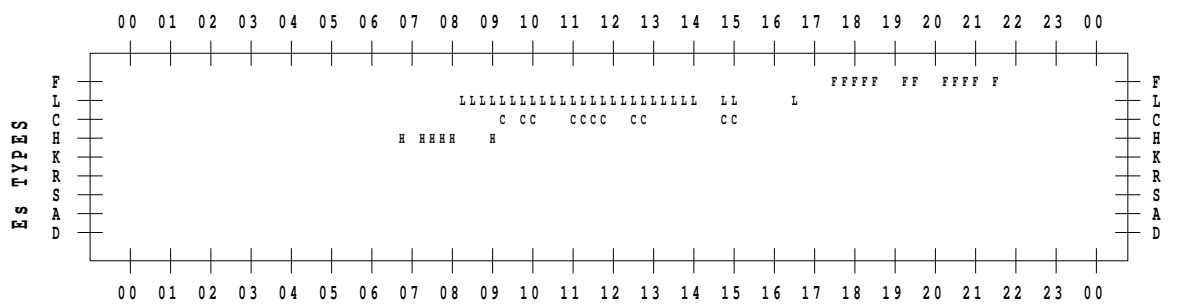 00 01 02 03 04 05 06 07 08 09 10 11 12 13 14 15 16 17 18 19 20 21 22 23 00
Es TYPES
F FFFFF FF FFFF F F
L LLLLLLLLLLLLLLLLLLLLLLLL LL L L
C C CC CCCC CC CC C
H H HHHH H H
K K
R R
S S
A A
D D
00 01 02 03 04 05 06 07 08 09 10 11 12 13 14 15 16 17 18 19 20 21 22 23 00